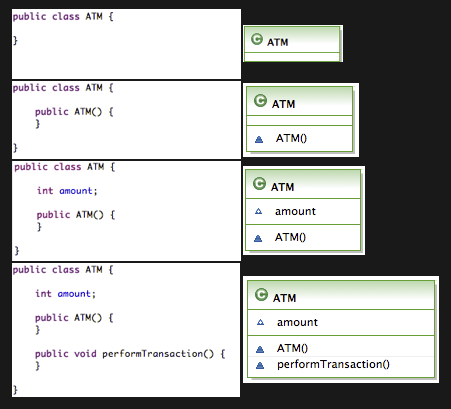 public class ATM {
}
C ATM
public class ATM {
public ATM() {
}
}
C ATM
ATM()
public class ATM {
int amount;
public ATM() {
}
}
C ATM
amount
ATM()
public class ATM {
int amount;
public ATM() {
}
public void performTransaction() {
}
}
C ATM
amount
ATM()
performTransaction()